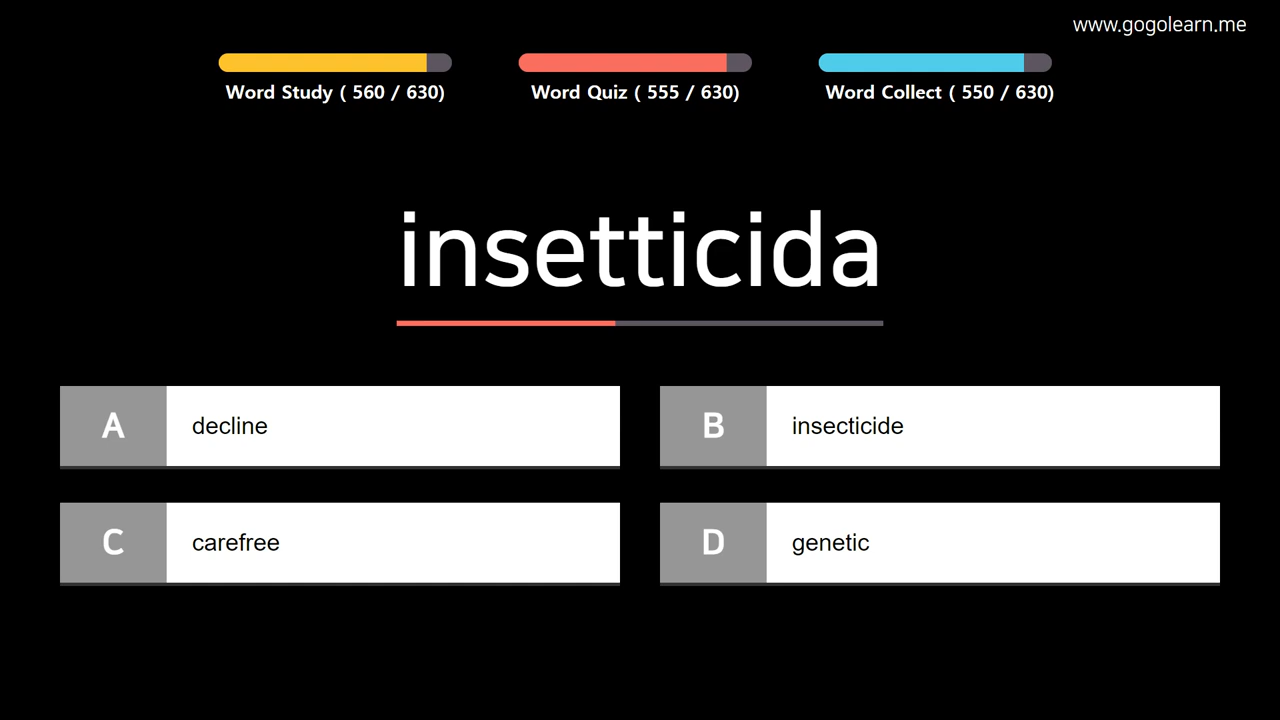 www.gogolearn.me
Word Study ( 560 / 630)
Word Quiz ( 555 / 630)
Word Collect ( 550 / 630)
insetticida
A
decline
B
insecticide
C
carefree
D
genetic